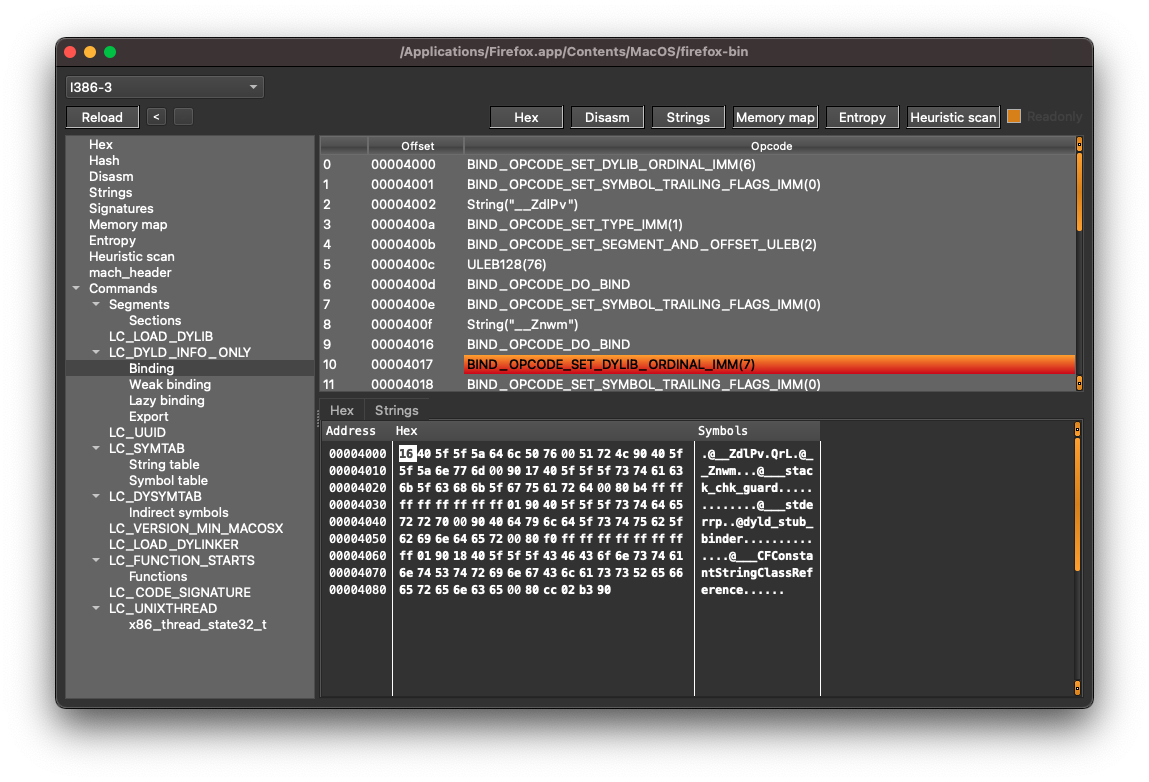 /Applications/Firefox.app/Contents/MacOS/firefox-bin
I386-3
Reload < Hex Disasm Strings Memory map Entropy Heuristic scan Readonly
Hex
Hash
Disasm
Strings
Signatures
Memory map
Entropy
Heuristic scan
mach_header
Commands
Segments
Sections
LC_LOAD_DYLIB
LC_DYLD_INFO_ONLY
Binding
Weak binding
Lazy binding
Export
LC_UUID
LC_SYMTAB
String table
Symbol table
LC_DYSYMTAB
Indirect symbols
LC_VERSION_MIN_MACOSX
LC_LOAD_DYLINKER
LC_FUNCTION_STARTS
Functions
LC_CODE_SIGNATURE
LC_UNIXTHREAD
x86_thread_state32_t
Offset Opcode
0 00004000 BIND_OPCODE_SET_DYLIB_ORDINAL_IMM(6)
1 00004001 BIND_OPCODE_SET_SYMBOL_TRAILING_FLAGS_IMM(0)
2 00004002 String("__ZdlPv")
3 0000400a BIND_OPCODE_SET_TYPE_IMM(1)
4 0000400b BIND_OPCODE_SET_SEGMENT_AND_OFFSET_ULEB(2)
5 0000400c ULEB128(76)
6 0000400d BIND_OPCODE_DO_BIND
7 0000400e BIND_OPCODE_SET_SYMBOL_TRAILING_FLAGS_IMM(0)
8 0000400f String("__Znwm")
9 00004016 BIND_OPCODE_DO_BIND
10 00004017 BIND_OPCODE_SET_DYLIB_ORDINAL_IMM(7)
11 00004018 BIND_OPCODE_SET_SYMBOL_TRAILING_FLAGS_IMM(0)
Hex Strings
Address Hex Symbols
00004000 16 40 5f 5f 5a 64 6c 50 76 00 51 72 4c 90 40 5f .@__ZdlPv.QrL.@_
00004010 5f 5a 6e 77 6d 00 90 17 40 5f 5f 5f 73 74 61 63 _Znwm...@___stac
00004020 6b 5f 63 68 6b 5f 67 75 61 72 64 00 80 b4 ff ff k_chk_guard.....
00004030 ff ff ff ff ff ff 01 90 40 5f 5f 5f 73 74 64 65 ........@___stde
00004040 72 72 70 00 90 40 64 79 6c 64 5f 73 74 75 62 5f rrp..@dyld_stub_
00004050 62 69 6e 64 65 72 00 80 f0 ff ff ff ff ff ff ff binder..........
00004060 ff 01 90 18 40 5f 5f 5f 43 46 43 6f 6e 73 74 61 ....@___CFConsta
00004070 6e 74 53 74 72 69 6e 67 43 6c 61 73 73 52 65 66 ntStringClassRef
00004080 65 72 65 6e 63 65 00 80 cc 02 b3 90 erence......